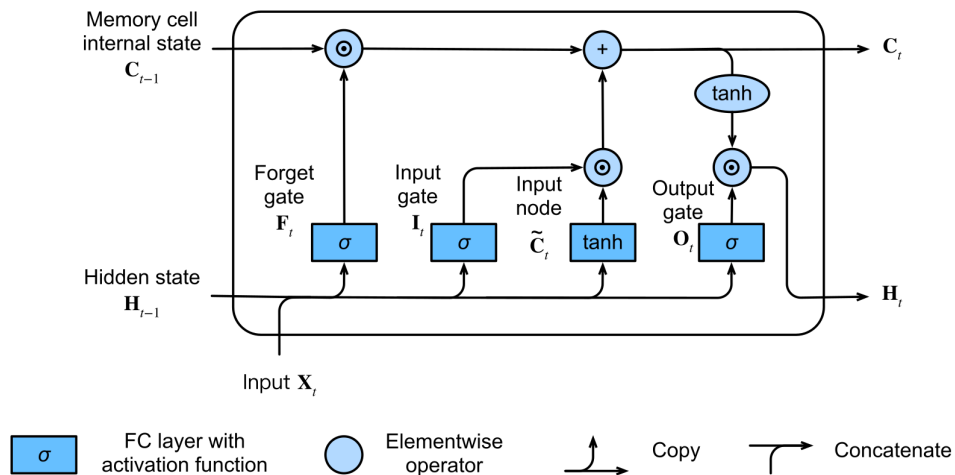 Memory cell
internal state
C_{t−1}
C_t
tanh
Forget
gate
F_t
Input
gate
I_t
Input
node
C̃_t
Output
gate
O_t
σ
σ
tanh
σ
Hidden state
H_{t−1}
H_t
Input X_t
σ
FC layer with
activation function
Elementwise
operator
Copy
Concatenate